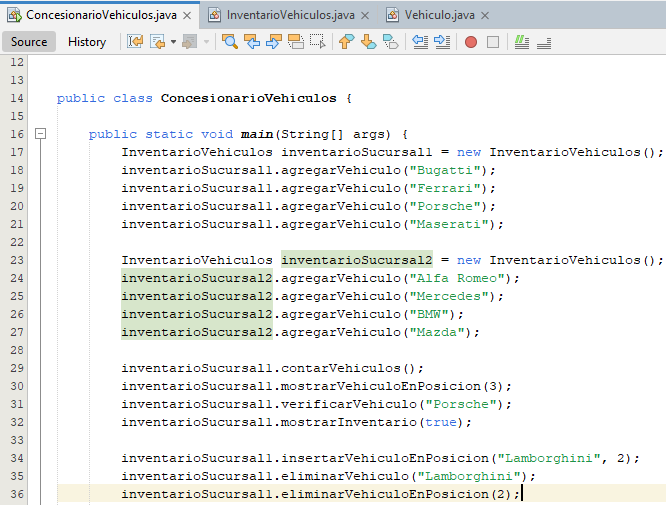 ConcesionarioVehiculos.java InventarioVehiculos.java Vehiculo.java
Source History
12
13
14 public class ConcesionarioVehiculos {
15
16 public static void main(String[] args) {
17 InventarioVehiculos inventarioSucursal1 = new InventarioVehiculos();
18 inventarioSucursal1.agregarVehiculo("Bugatti");
19 inventarioSucursal1.agregarVehiculo("Ferrari");
20 inventarioSucursal1.agregarVehiculo("Porsche");
21 inventarioSucursal1.agregarVehiculo("Maserati");
22
23 InventarioVehiculos inventarioSucursal2 = new InventarioVehiculos();
24 inventarioSucursal2.agregarVehiculo("Alfa Romeo");
25 inventarioSucursal2.agregarVehiculo("Mercedes");
26 inventarioSucursal2.agregarVehiculo("BMW");
27 inventarioSucursal2.agregarVehiculo("Mazda");
28
29 inventarioSucursal1.contarVehiculos();
30 inventarioSucursal1.mostrarVehiculoEnPosicion(3);
31 inventarioSucursal1.verificarVehiculo("Porsche");
32 inventarioSucursal1.mostrarInventario(true);
33
34 inventarioSucursal1.insertarVehiculoEnPosicion("Lamborghini", 2);
35 inventarioSucursal1.eliminarVehiculo("Lamborghini");
36 inventarioSucursal1.eliminarVehiculoEnPosicion(2);